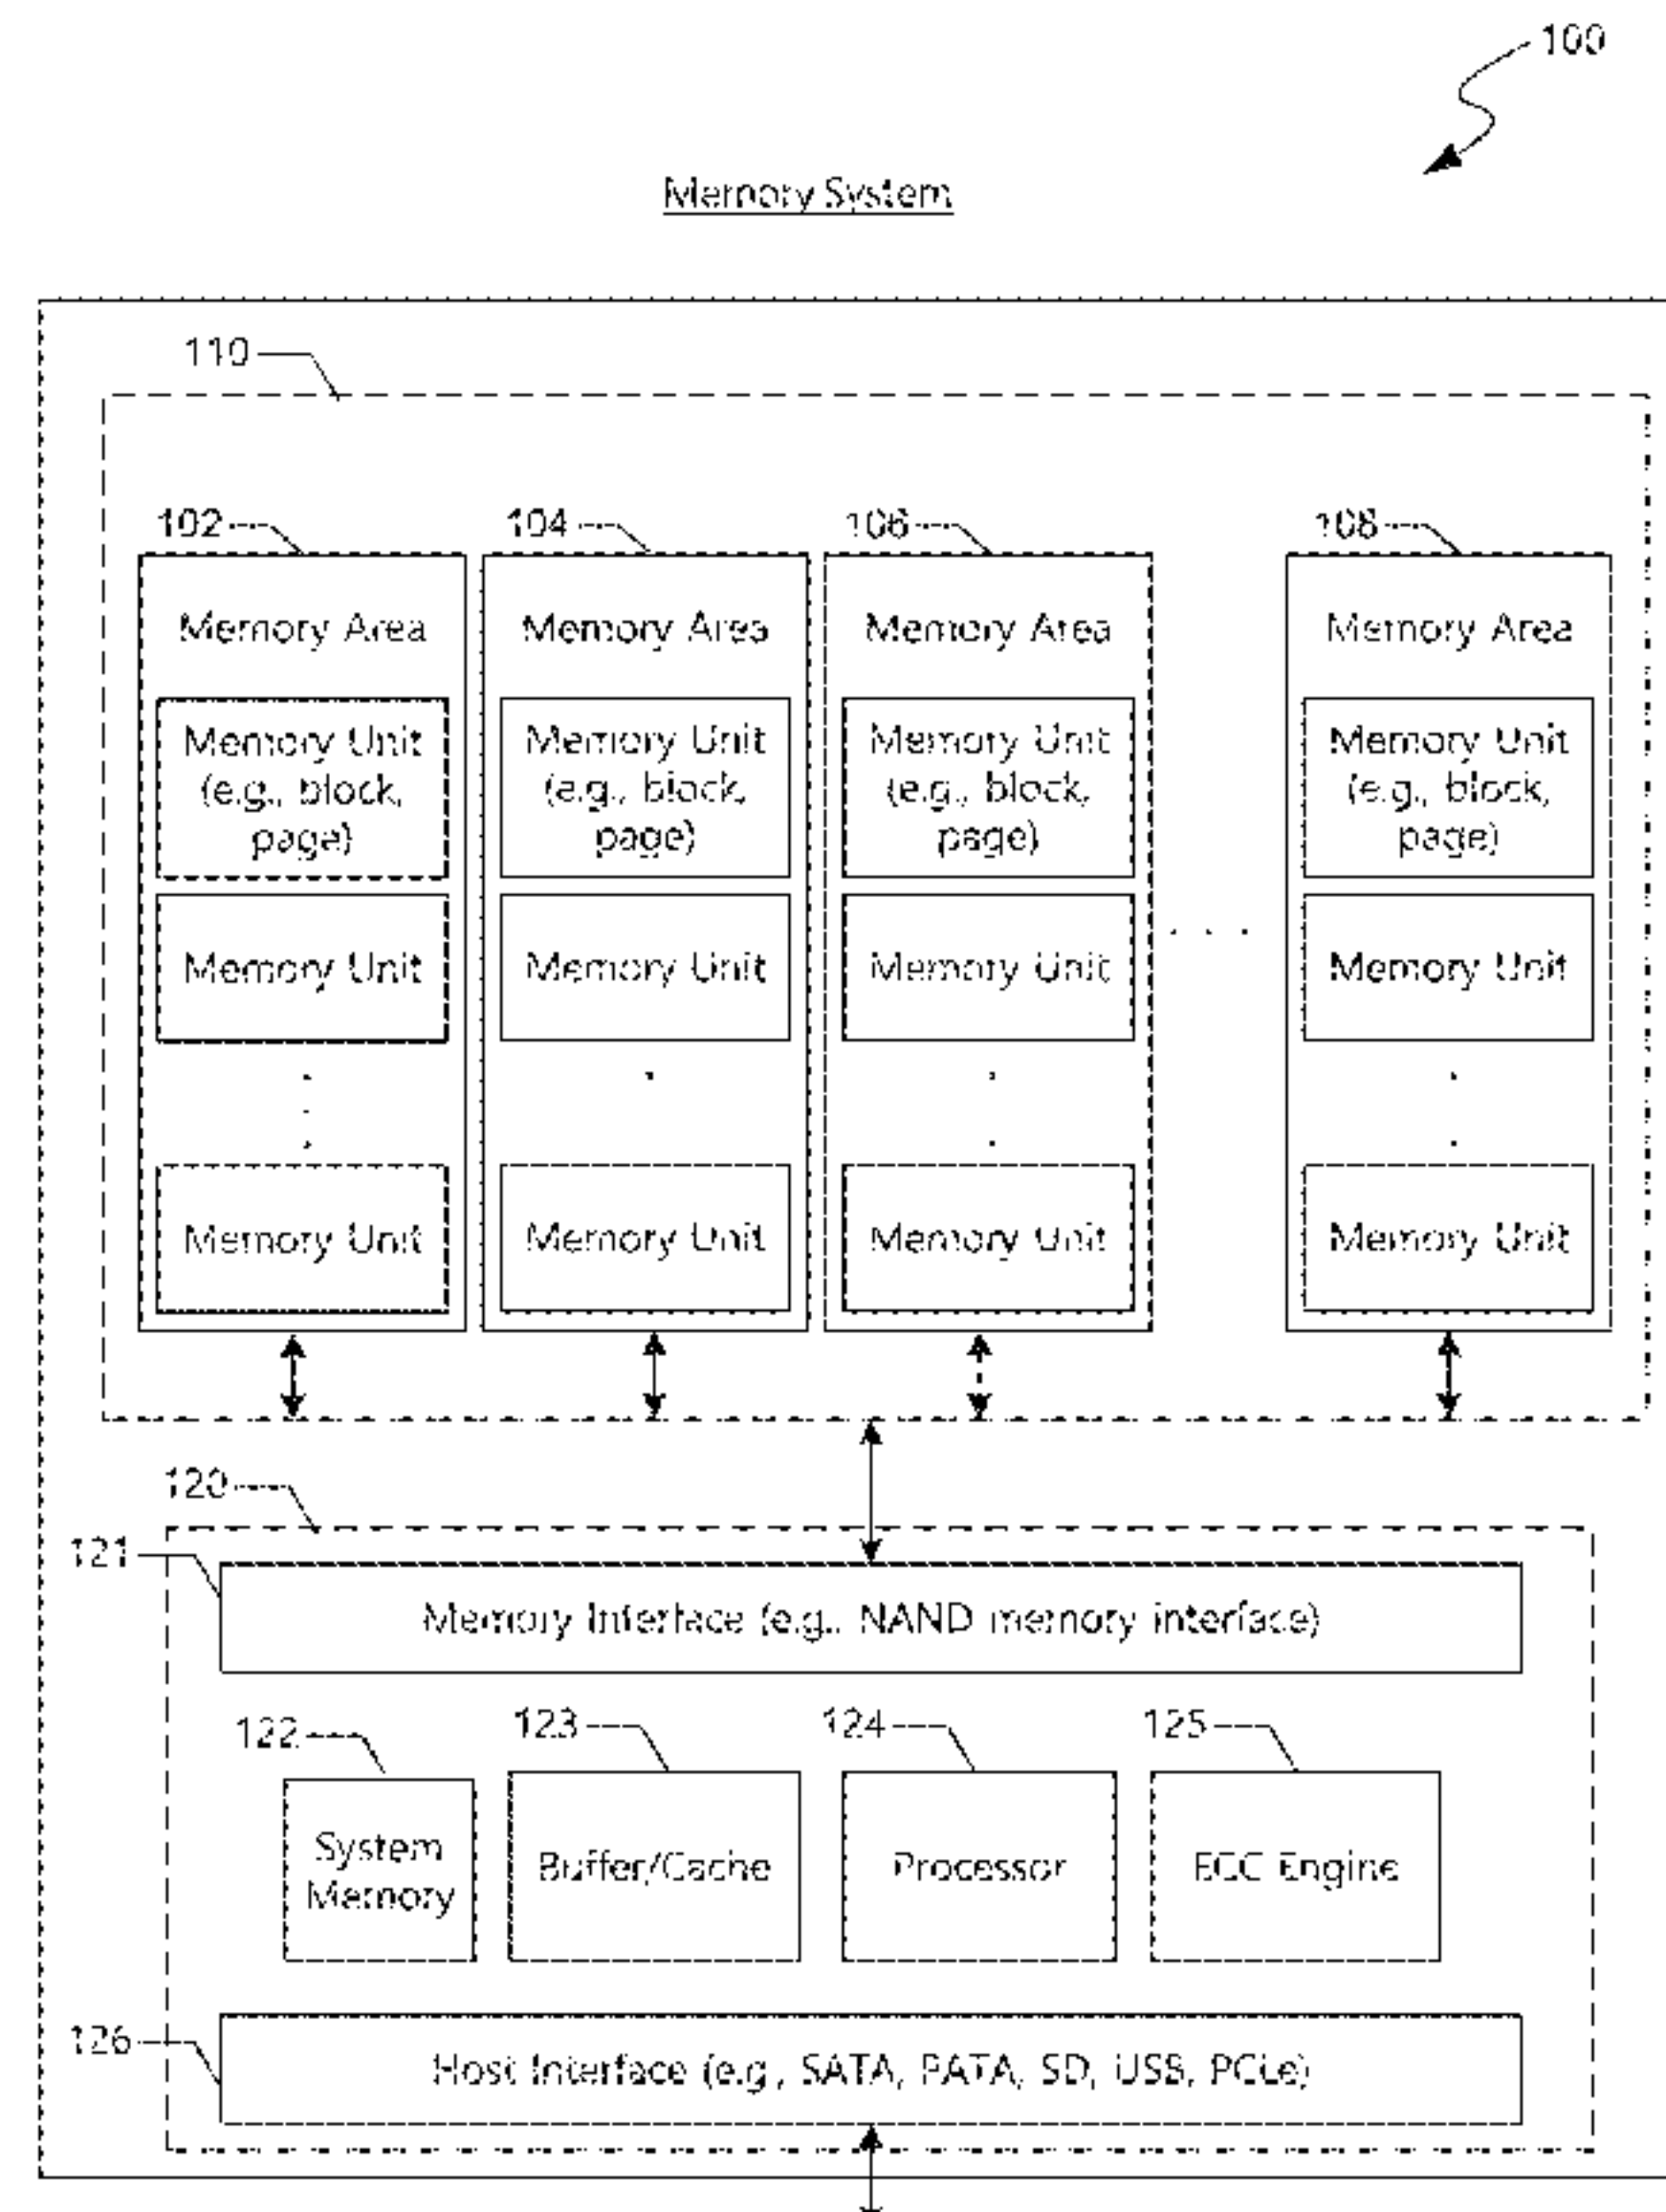 100
Memory System
110
102
104
106
108
Memory Area
Memory Area
Memory Area
Memory Area
Memory Unit
(e.g., block,
page)
Memory Unit
(e.g., block,
page)
Memory Unit
(e.g., block,
page)
Memory Unit
(e.g., block,
page)
Memory Unit
Memory Unit
Memory Unit
. . .
Memory Unit
Memory Unit
Memory Unit
Memory Unit
Memory Unit
120
121
Memory Interface (e.g., NAND memory interface)
122
123
124
125
System
Memory
Buffer/Cache
Processor
ECC Engine
126
Host Interface (e.g., SATA, PATA, SD, USB, PCIe)